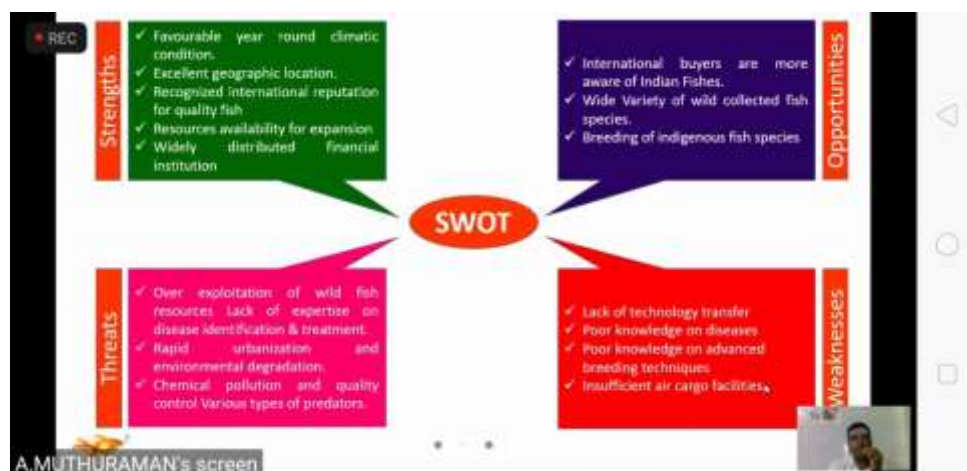 REC
Strengths
✓ Favourable year round climatic
condition.
✓ Excellent geographic location.
✓ Recognized international reputation
for quality fish
✓ Resources availability for expansion
✓ Widely distributed financial
institution
✓ International buyers are more
aware of Indian Fishes.
✓ Wide Variety of wild collected fish
species.
✓ Breeding of indigenous fish species
Opportunities
SWOT
Threats
✓ Over exploitation of wild fish
resources Lack of expertise on
disease identification & treatment.
✓ Rapid urbanization and
environmental degradation.
✓ Chemical pollution and quality
control Various types of predators.
✓ Lack of technology transfer
✓ Poor knowledge on diseases
✓ Poor knowledge on advanced
breeding techniques
✓ Insufficient air cargo facilities
Weaknesses
A.MUTHURAMAN's screen